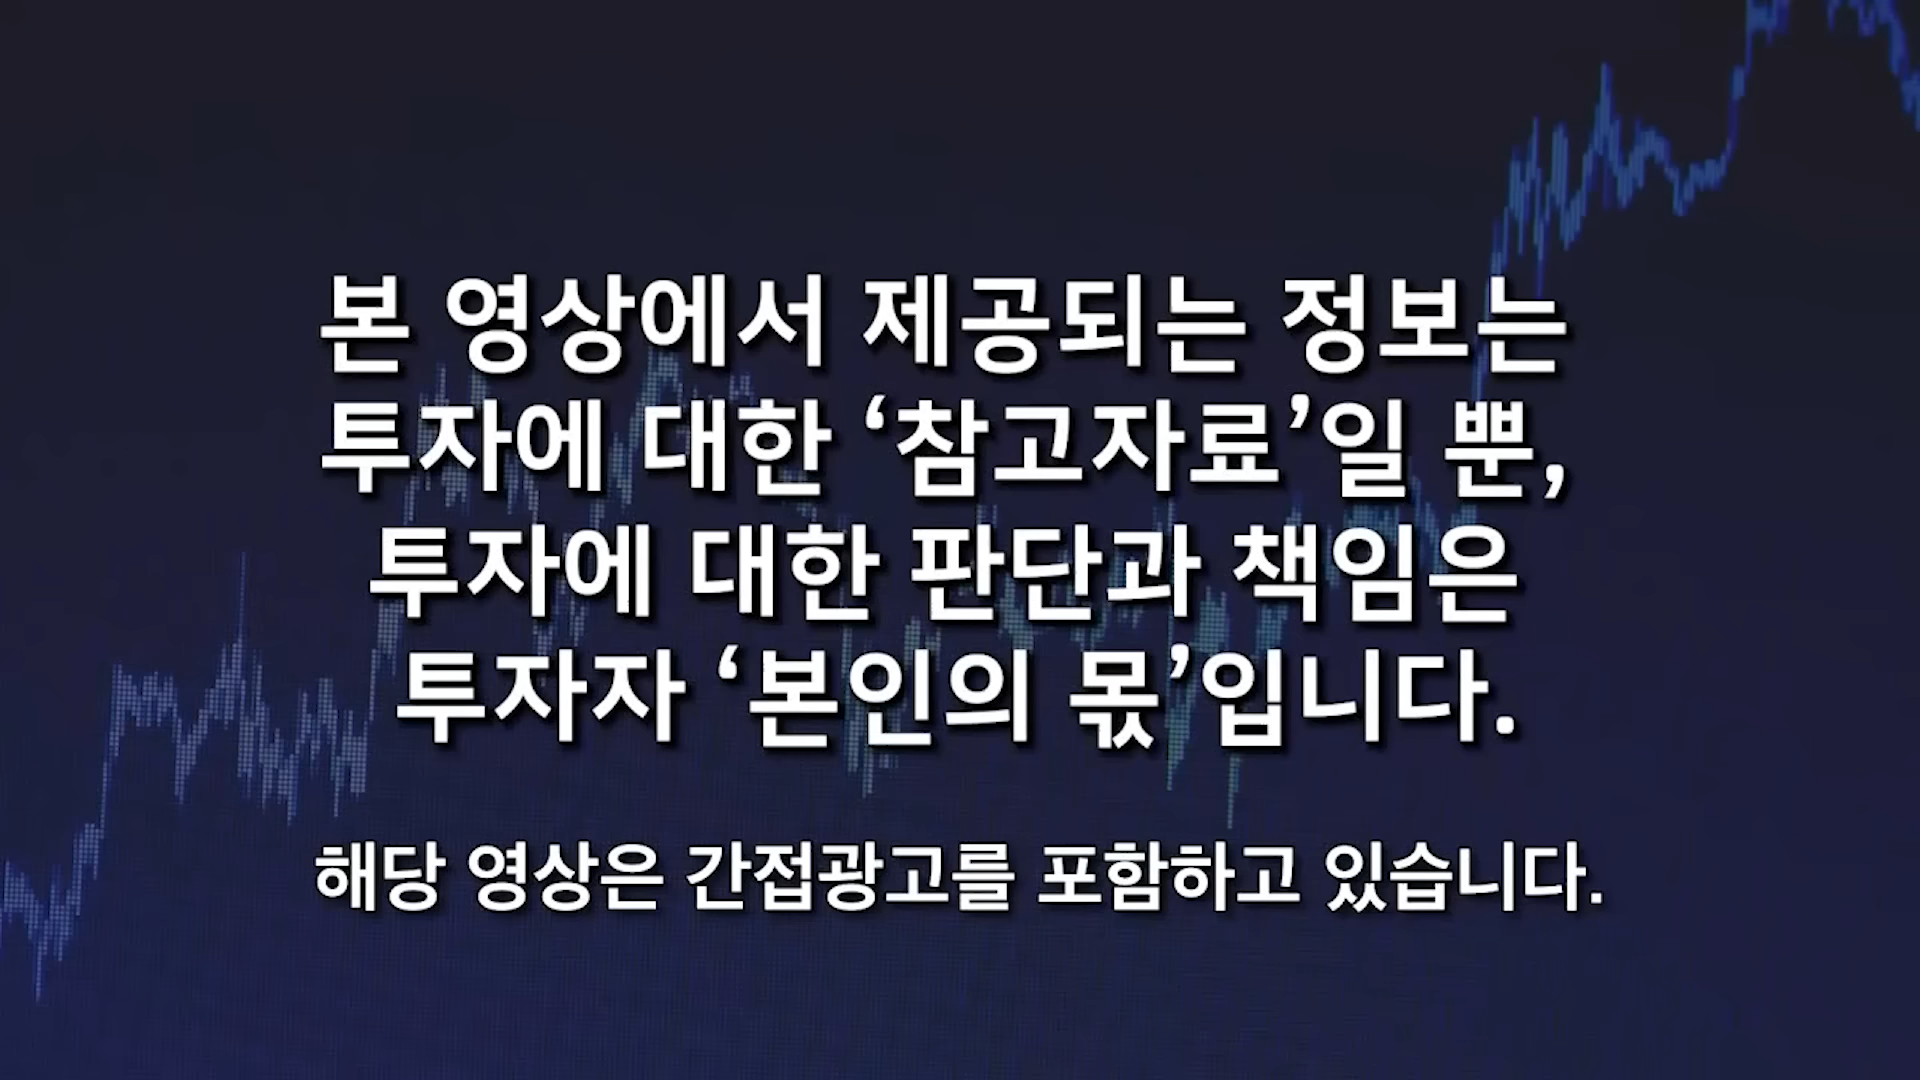 본 영상에서 제공되는 정보는
투자에 대한 ‘참고자료’일 뿐,
투자에 대한 판단과 책임은
투자자 ‘본인의 몫’입니다.
해당 영상은 간접광고를 포함하고 있습니다.